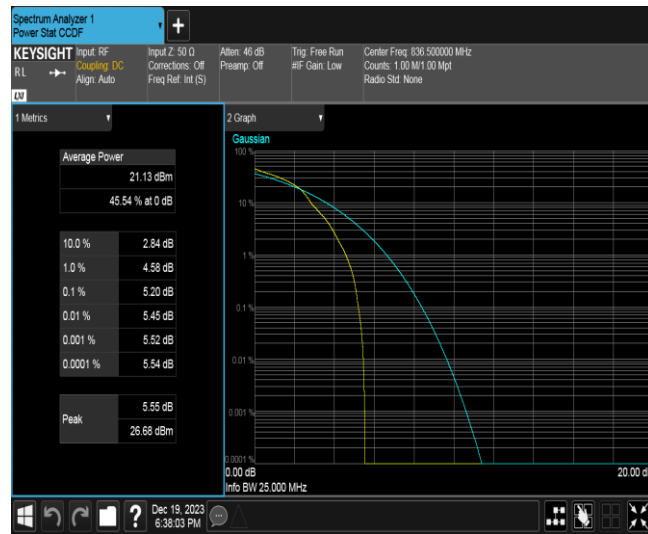 Spectrum Analyzer 1
Power Stat CCDF
+
KEYSIGHT
RL
LXI
Input: RF
Coupling: DC
Align: Auto
Input Z: 50 Ω
Corrections: Off
Freq Ref: Int (S)
Atten: 46 dB
Preamp: Off
Trig: Free Run
#IF Gain: Low
Center Freq: 836.500000 MHz
Counts: 1.00 M/1.00 Mpt
Radio Std: None
1 Metrics
Average Power
21.13 dBm
45.54 % at 0 dB
10.0 % 2.84 dB
1.0 % 4.58 dB
0.1 % 5.20 dB
0.01 % 5.45 dB
0.001 % 5.52 dB
0.0001 % 5.54 dB
Peak
5.55 dB
26.68 dBm
2 Graph
Gaussian
100 %
10 %
1 %
0.1 %
0.01 %
0.001 %
0.0001 %
0.00 dB 20.00 d
Info BW 25.000 MHz
?
Dec 19, 2023
6:38:03 PM